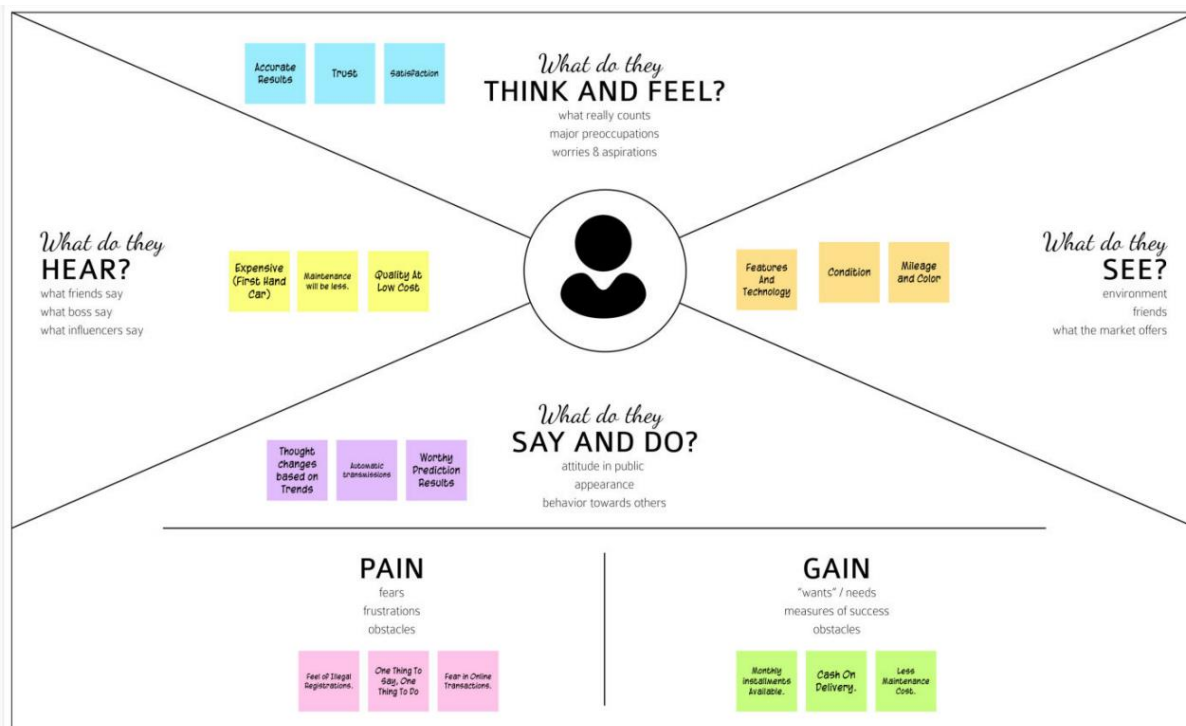 Accurate
Results
Trust
Satisfaction
What do they
THINK AND FEEL?
what really counts
major preoccupations
worries & aspirations
What do they
HEAR?
what friends say
what boss say
what influencers say
Expensive
(First Hand
Car)
Maintenance
will be less.
Quality At
Low Cost
Features
And
Technology
Condition
Mileage
and Color
What do they
SEE?
environment
friends
what the market offers
What do they
SAY AND DO?
attitude in public
appearance
behavior towards others
Thought
changes
based on
Trends
Automatic
transmissions
Worthy
Prediction
Results
PAIN
fears
frustrations
obstacles
Feel of Illegal
Registrations.
One Thing To
Say, One
Thing To Do
Fear in Online
Transactions.
GAIN
"wants" / needs
measures of success
obstacles
Monthly
installments
Available.
Cash On
Delivery.
Less
Maintenance
Cost.